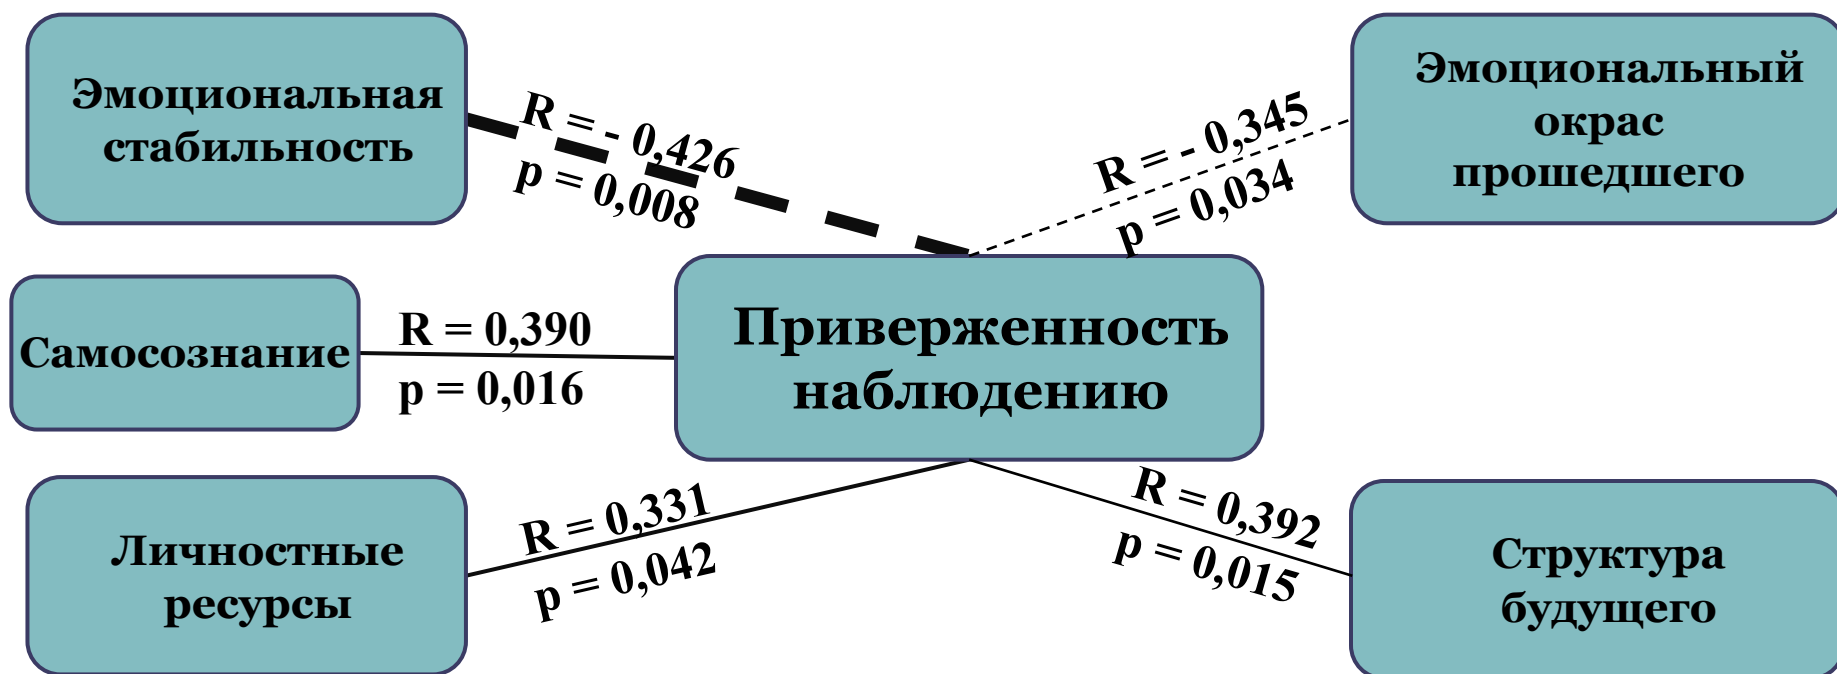 Эмоциональная
стабильность
R = - 0,426
p = 0,008
R = - 0,345
p = 0,034
Эмоциональный
окрас
прошедшего
Самосознание
R = 0,390
p = 0,016
Приверженность
наблюдению
Личностные
ресурсы
R = 0,331
p = 0,042
R = 0,392
p = 0,015
Структура
будущего